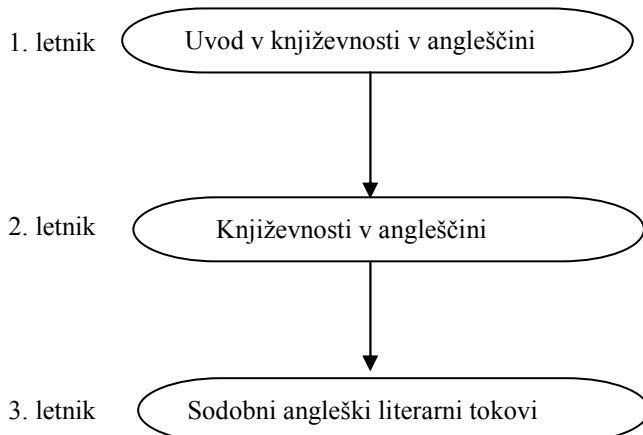 1. letnik Uvod v književnosti v angleščini
2. letnik Književnosti v angleščini
3. letnik Sodobni angleški literarni tokovi